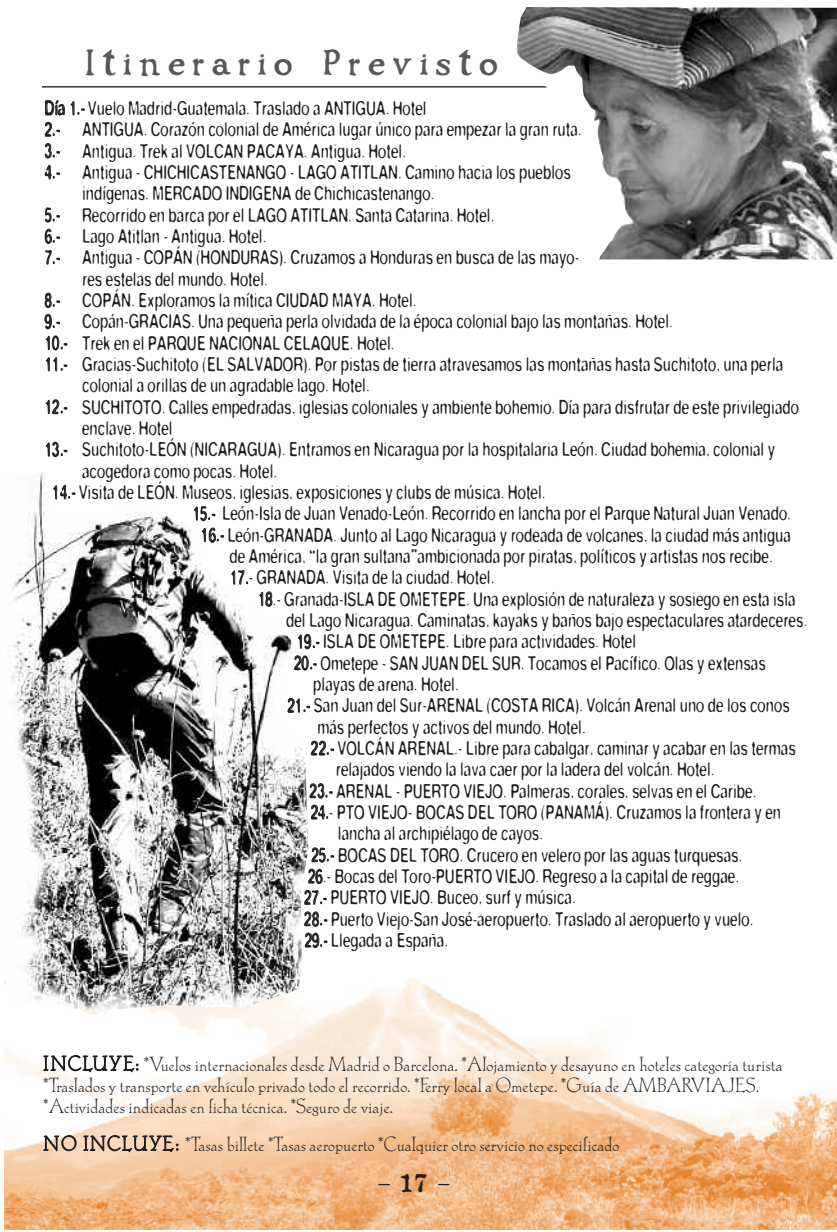 Itinerario Previsto
Día 1.- Vuelo Madrid-Guatemala. Traslado a ANTIGUA. Hotel
2.- ANTIGUA. Corazón colonial de América lugar único para empezar la gran ruta.
3.- Antigua. Trek al VOLCAN PACAYA. Antigua. Hotel.
4.- Antigua - CHICHICASTENANGO - LAGO ATITLAN. Camino hacia los pueblos
indígenas. MERCADO INDIGENA de Chichicastenango.
5.- Recorrido en barca por el LAGO ATITLAN. Santa Catarina. Hotel.
6.- Lago Atitlan - Antigua. Hotel.
7.- Antigua - COPÁN (HONDURAS). Cruzamos a Honduras en busca de las mayo-
res estelas del mundo. Hotel.
8.- COPÁN. Exploramos la mítica CIUDAD MAYA. Hotel.
9.- Copán-GRACIAS. Una pequeña perla olvidada de la época colonial bajo las montañas. Hotel.
10.- Trek en el PARQUE NACIONAL CELAQUE. Hotel.
11.- Gracias-Suchitoto (EL SALVADOR). Por pistas de tierra atravesamos las montañas hasta Suchitoto, una perla
colonial a orillas de un agradable lago. Hotel.
12.- SUCHITOTO. Calles empedradas, iglesias coloniales y ambiente bohemio. Día para disfrutar de este privilegiado
enclave. Hotel
13.- Suchitoto-LEÓN (NICARAGUA). Entramos en Nicaragua por la hospitalaria León. Ciudad bohemia, colonial y
acogedora como pocas. Hotel.
14.- Visita de LEÓN. Museos, iglesias, exposiciones y clubs de música. Hotel.
15.- León-Isla de Juan Venado-León. Recorrido en lancha por el Parque Natural Juan Venado.
16.- León-GRANADA. Junto al Lago Nicaragua y rodeada de volcanes, la ciudad más antigua
de América, "la gran sultana"ambicionada por piratas, políticos y artistas nos recibe.
17.- GRANADA. Visita de la ciudad. Hotel.
18.- Granada-ISLA DE OMETEPE. Una explosión de naturaleza y sosiego en esta isla
del Lago Nicaragua. Caminatas, kayaks y baños bajo espectaculares atardeceres.
19.- ISLA DE OMETEPE. Libre para actividades. Hotel
20.- Ometepe - SAN JUAN DEL SUR. Tocamos el Pacífico. Olas y extensas
playas de arena. Hotel.
21.- San Juan del Sur-ARENAL (COSTA RICA). Volcán Arenal uno de los conos
más perfectos y activos del mundo. Hotel.
22.- VOLCÁN ARENAL.- Libre para cabalgar, caminar y acabar en las termas
relajados viendo la lava caer por la ladera del volcán. Hotel.
23.- ARENAL - PUERTO VIEJO. Palmeras, corales, selvas en el Caribe.
24.- PTO VIEJO- BOCAS DEL TORO (PANAMÁ). Cruzamos la frontera y en
lancha al archipiélago de cayos.
25.- BOCAS DEL TORO. Crucero en velero por las aguas turquesas.
26.- Bocas del Toro-PUERTO VIEJO. Regreso a la capital de reggae.
27.- PUERTO VIEJO. Buceo, surf y música.
28.- Puerto Viejo-San José-aeropuerto. Traslado al aeropuerto y vuelo.
29.- Llegada a España.
INCLUYE: *Vuelos internacionales desde Madrid o Barcelona. *Alojamiento y desayuno en hoteles categoría turista
*Traslados y transporte en vehículo privado todo el recorrido. *Ferry local a Ometepe. *Guía de AMBARVIAJES.
*Actividades indicadas en ficha técnica. *Seguro de viaje.
NO INCLUYE: *Tasas billete *Tasas aeropuerto *Cualquier otro servicio no especificado
- 17 -